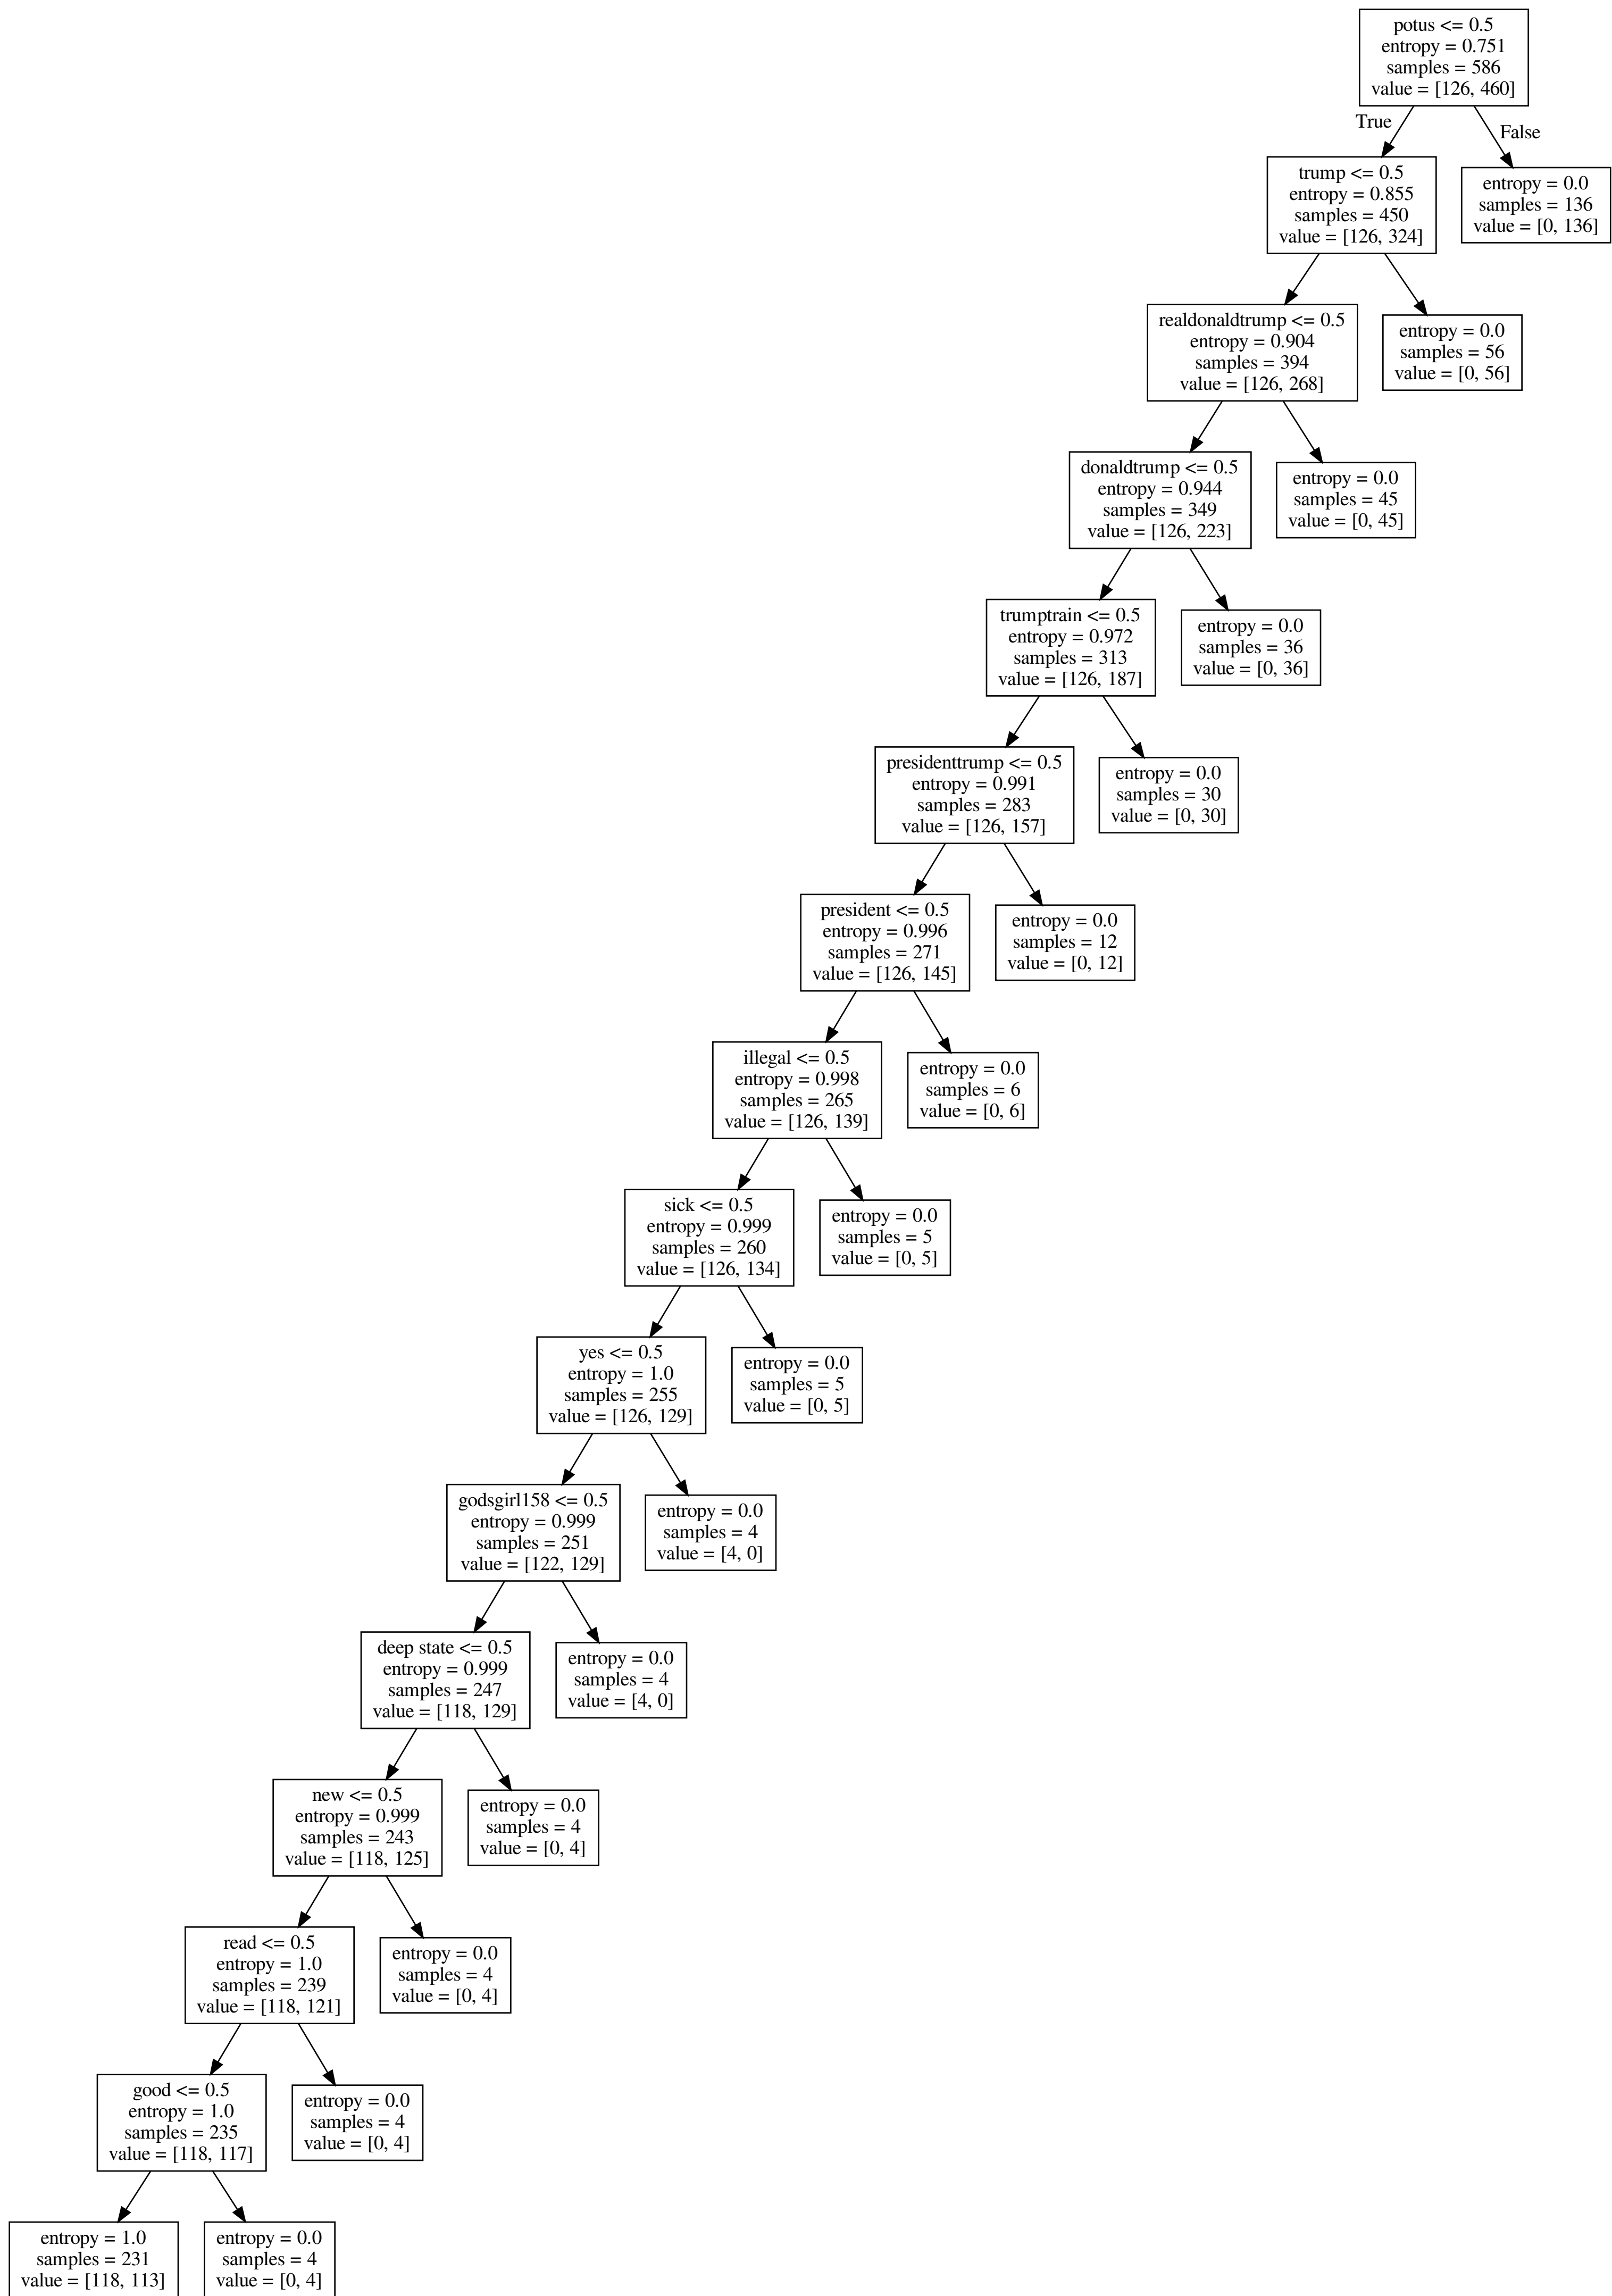 potus <= 0.5
entropy = 0.751
samples = 586
value = [126, 460]
True
False
trump <= 0.5
entropy = 0.855
samples = 450
value = [126, 324]
entropy = 0.0
samples = 136
value = [0, 136]
realdonaldtrump <= 0.5
entropy = 0.904
samples = 394
value = [126, 268]
entropy = 0.0
samples = 56
value = [0, 56]
donaldtrump <= 0.5
entropy = 0.944
samples = 349
value = [126, 223]
entropy = 0.0
samples = 45
value = [0, 45]
trumptrain <= 0.5
entropy = 0.972
samples = 313
value = [126, 187]
entropy = 0.0
samples = 36
value = [0, 36]
presidenttrump <= 0.5
entropy = 0.991
samples = 283
value = [126, 157]
entropy = 0.0
samples = 30
value = [0, 30]
president <= 0.5
entropy = 0.996
samples = 271
value = [126, 145]
entropy = 0.0
samples = 12
value = [0, 12]
illegal <= 0.5
entropy = 0.998
samples = 265
value = [126, 139]
entropy = 0.0
samples = 6
value = [0, 6]
sick <= 0.5
entropy = 0.999
samples = 260
value = [126, 134]
entropy = 0.0
samples = 5
value = [0, 5]
yes <= 0.5
entropy = 1.0
samples = 255
value = [126, 129]
entropy = 0.0
samples = 5
value = [0, 5]
godsgirl158 <= 0.5
entropy = 0.999
samples = 251
value = [122, 129]
entropy = 0.0
samples = 4
value = [4, 0]
deep state <= 0.5
entropy = 0.999
samples = 247
value = [118, 129]
entropy = 0.0
samples = 4
value = [4, 0]
new <= 0.5
entropy = 0.999
samples = 243
value = [118, 125]
entropy = 0.0
samples = 4
value = [0, 4]
read <= 0.5
entropy = 1.0
samples = 239
value = [118, 121]
entropy = 0.0
samples = 4
value = [0, 4]
good <= 0.5
entropy = 1.0
samples = 235
value = [118, 117]
entropy = 0.0
samples = 4
value = [0, 4]
entropy = 1.0
samples = 231
value = [118, 113]
entropy = 0.0
samples = 4
value = [0, 4]